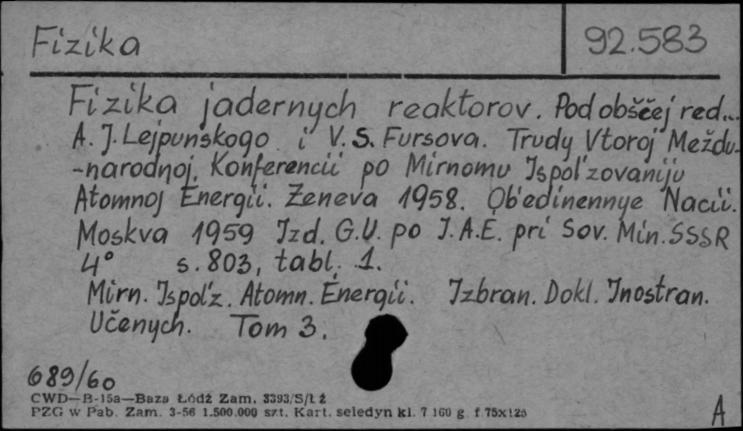 Fizika 92.583
Fizika jadernych reaktorov. Pod obščej red...
A. J. Lejpunskogo i V. S. Fursova. Trudy Vtoroj Meždu-
-narodnoj. Konferencii po Mirnomu Ispol'zovaniju
Atomnoj Energii. Ženeva 1958. Ob'edinennye Nacii.
Moskva 1959 Izd. G.U. po I.A.E. pri Sov. Min. SSSR
4° s. 803, tabl. 1.
Mirn. Ispol'z. Atomn. Energii. Izbran. Dokl. Inostran.
Učenych. Tom 3.
689/60
CWD—B-15a—Baza Łódź Zam. 3393/S/Łź
PZG w Pab. Zam. 3-56 1.500.000 szt. Kart. seledyn kl. 7 160 g f 75x125
A